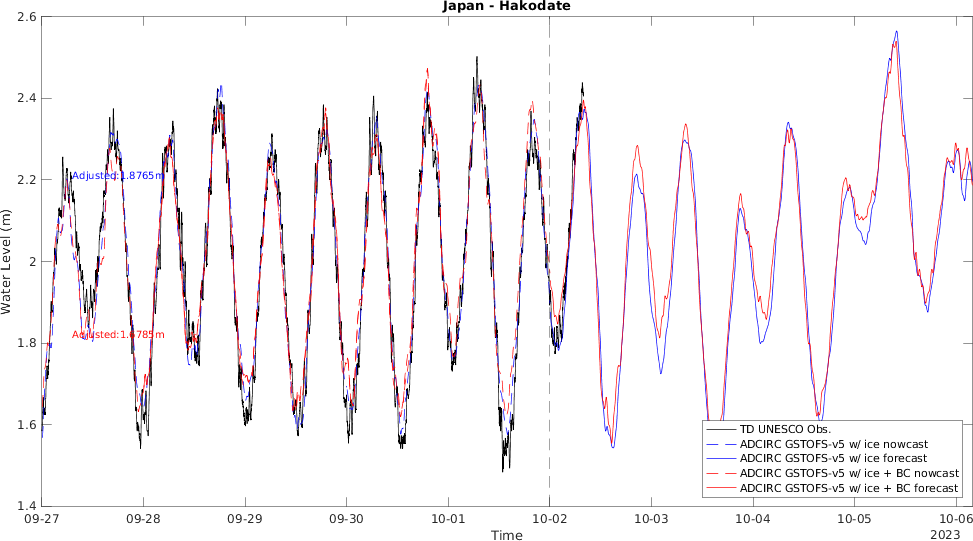 Japan - Hakodate
2.6
2.4
2.2
2
1.8
1.6
1.4
Water Level (m)
Adjusted:1.8765m
Adjusted:1.6785m
TD UNESCO Obs.
ADCIRC GSTOFS-v5 w/ ice nowcast
ADCIRC GSTOFS-v5 w/ ice forecast
ADCIRC GSTOFS-v5 w/ ice + BC nowcast
ADCIRC GSTOFS-v5 w/ ice + BC forecast
09-27 09-28 09-29 09-30 10-01 10-02 10-03 10-04 10-05 10-06
Time
2023